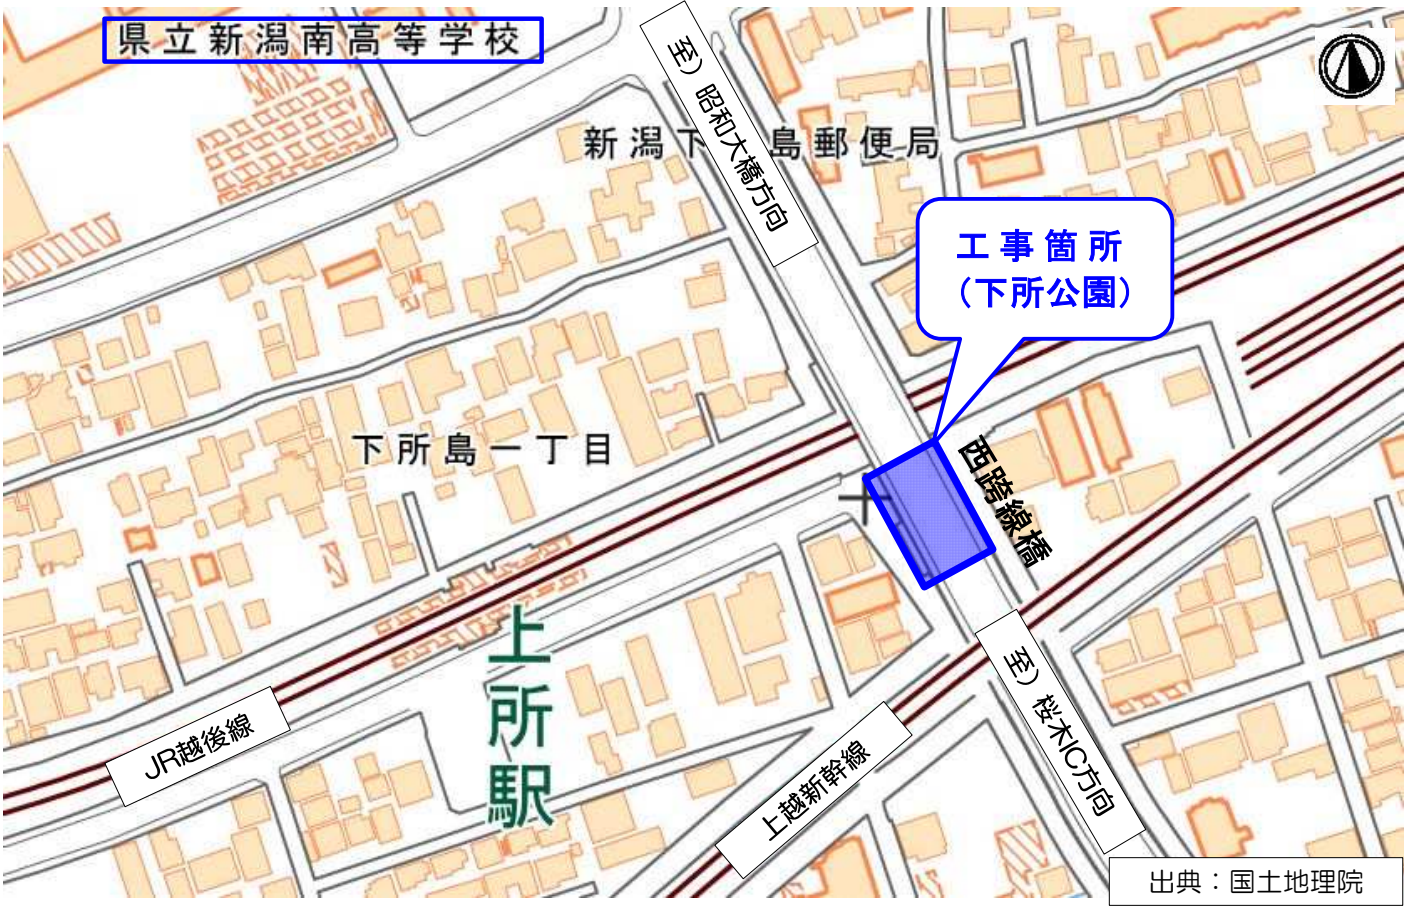 県立新潟南高等学校
至）昭和大橋方向
新潟下
島郵便局
工事箇所
（下所公園）
下所島一丁目
西跨線橋
上所駅
至）桜木IC方向
JR越後線
上越新幹線
出典：国土地理院